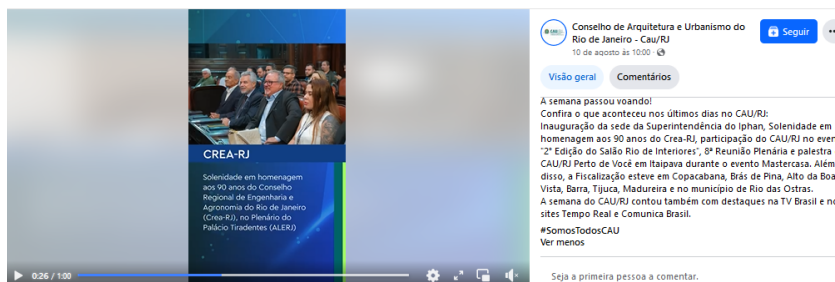 CREA-RJ
Solenidade em homenagem
aos 90 anos do Conselho
Regional de Engenharia e
Agronomia do Rio de Janeiro
(Crea-RJ), no Plenário do
Palácio Tiradentes (ALERJ)
0:26 / 1:00
Conselho de Arquitetura e Urbanismo do
Rio de Janeiro - Cau/RJ
10 de agosto às 10:00 ·
Seguir
Visão geral
Comentários
A semana passou voando!
Confira o que aconteceu nos últimos dias no CAU/RJ:
Inauguração da sede da Superintendência do Iphan, Solenidade em
homenagem aos 90 anos do Crea-RJ, participação do CAU/RJ no even
"2ª Edição do Salão Rio de Interiores", 8ª Reunião Plenária e palestra
CAU/RJ Perto de Você em Itaipava durante o evento Mastercasa. Além
disso, a Fiscalização esteve em Copacabana, Brás de Pina, Alto da Boa
Vista, Barra, Tijuca, Madureira e no município de Rio das Ostras.
A semana do CAU/RJ contou também com destaques na TV Brasil e no
sites Tempo Real e Comunica Brasil.
#SomosTodosCAU
Ver menos
Seja a primeira pessoa a comentar.